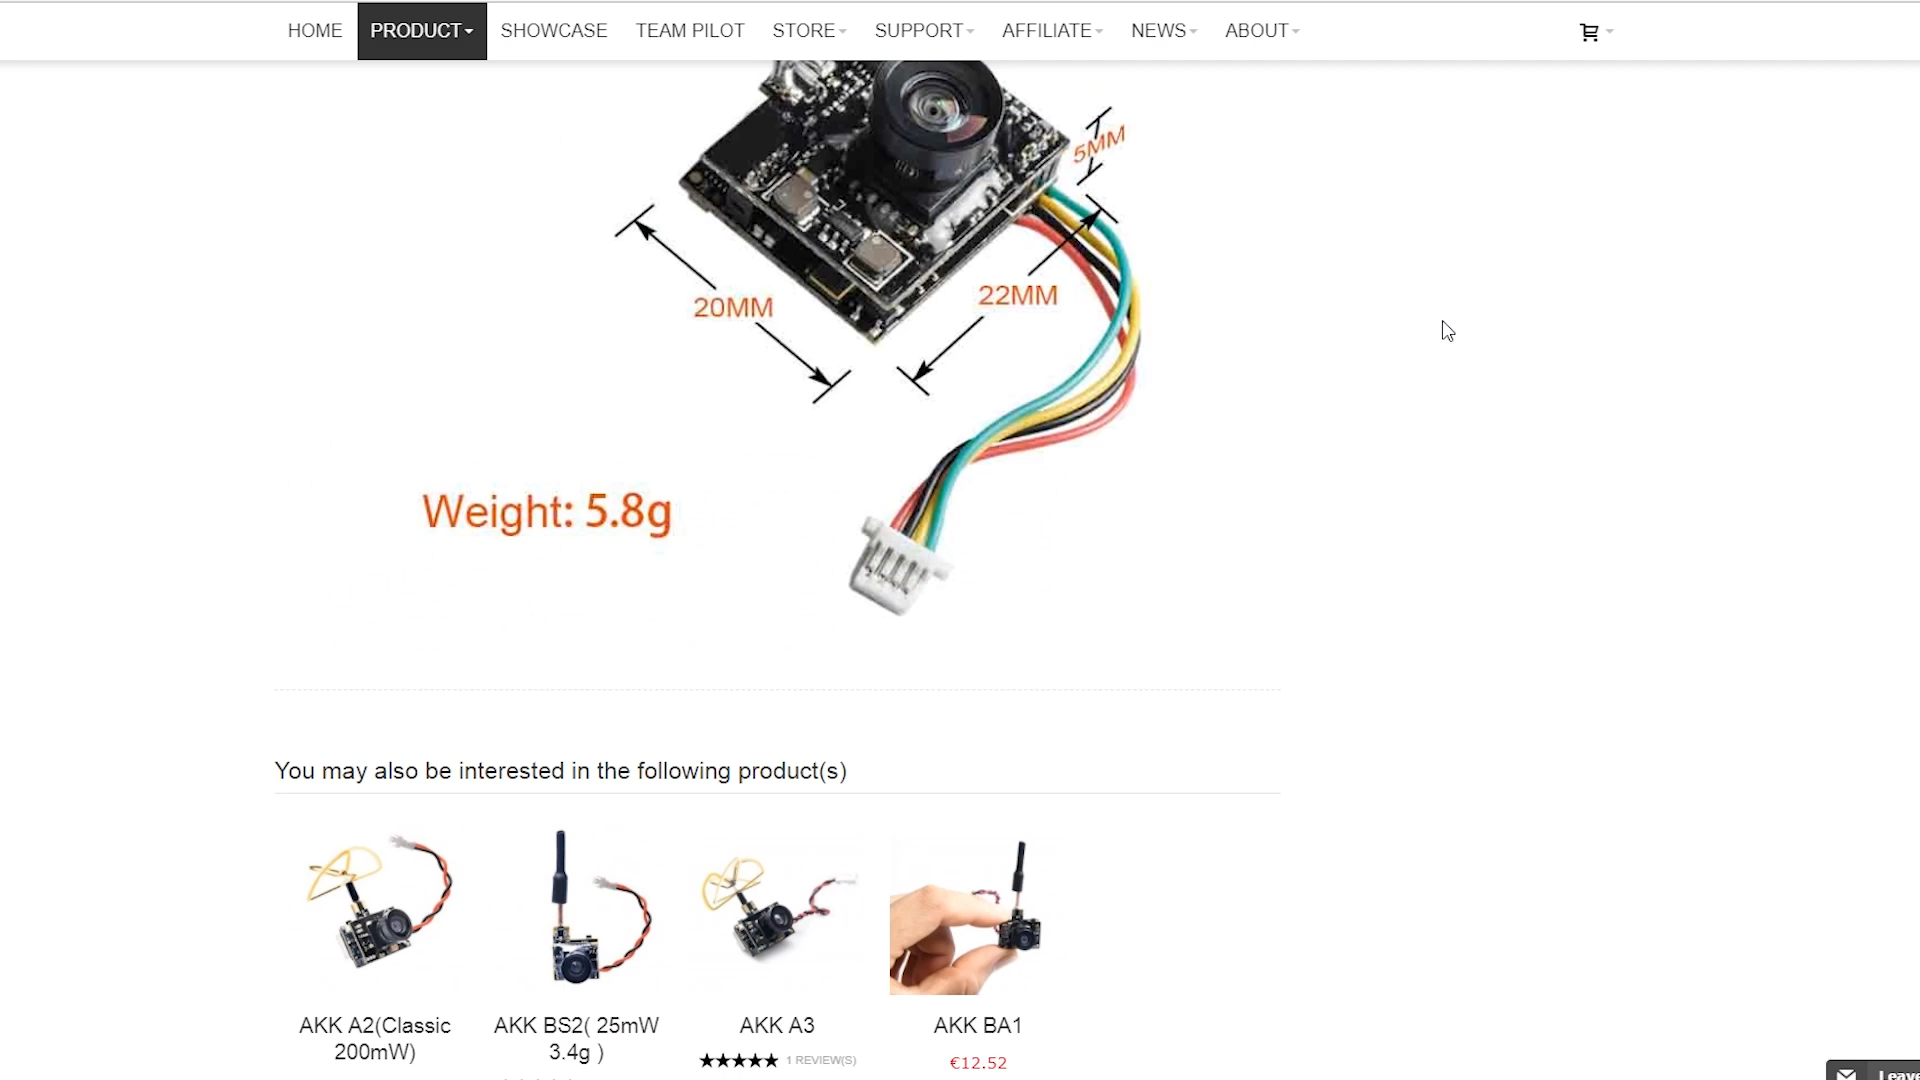 HOME PRODUCT SHOWCASE TEAM PILOT STORE SUPPORT AFFILIATE NEWS ABOUT
5MM
20MM
22MM
Weight: 5.8g
You may also be interested in the following product(s)
AKK A2(Classic 200mW)
AKK BS2( 25mW 3.4g )
AKK A3
1 REVIEW(S)
AKK BA1
€12.52